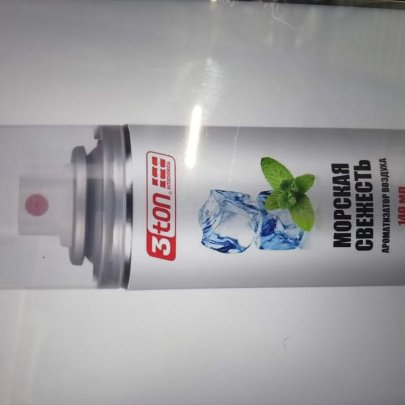 3ton
МОРСКАЯ
СВЕЖЕСТЬ
АРОМАТИЗАТОР ВОЗДУХА
140 МЛ